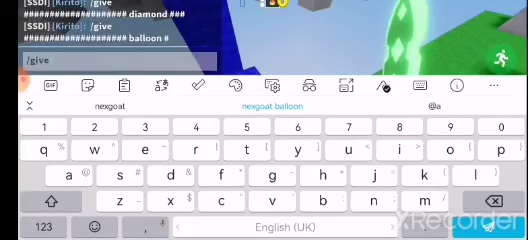 [SSDI] [Kirito]: /give
#################### diamond ###
[SSDI] [Kirito]: /give
#################### balloon #
/give
GIF
nexgoat nexgoat balloon @a
1 2 3 4 5 6 7 8 9 0
q w e r t y u i o p
a s d f g h j k l
z x c v b n m
123 , English (UK) .
XRecorder